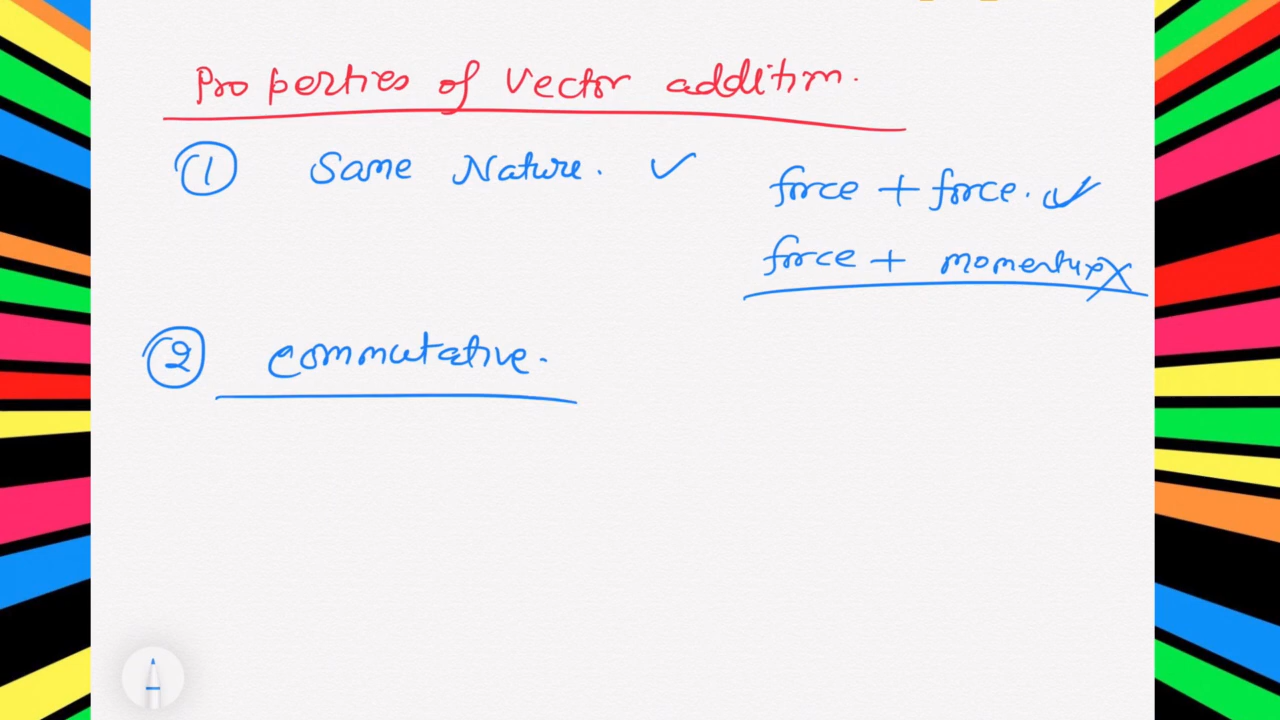 Properties of Vector addition.
① Same Nature. ✓
force + force. ✓
force + momentum ✗
② Commutative.